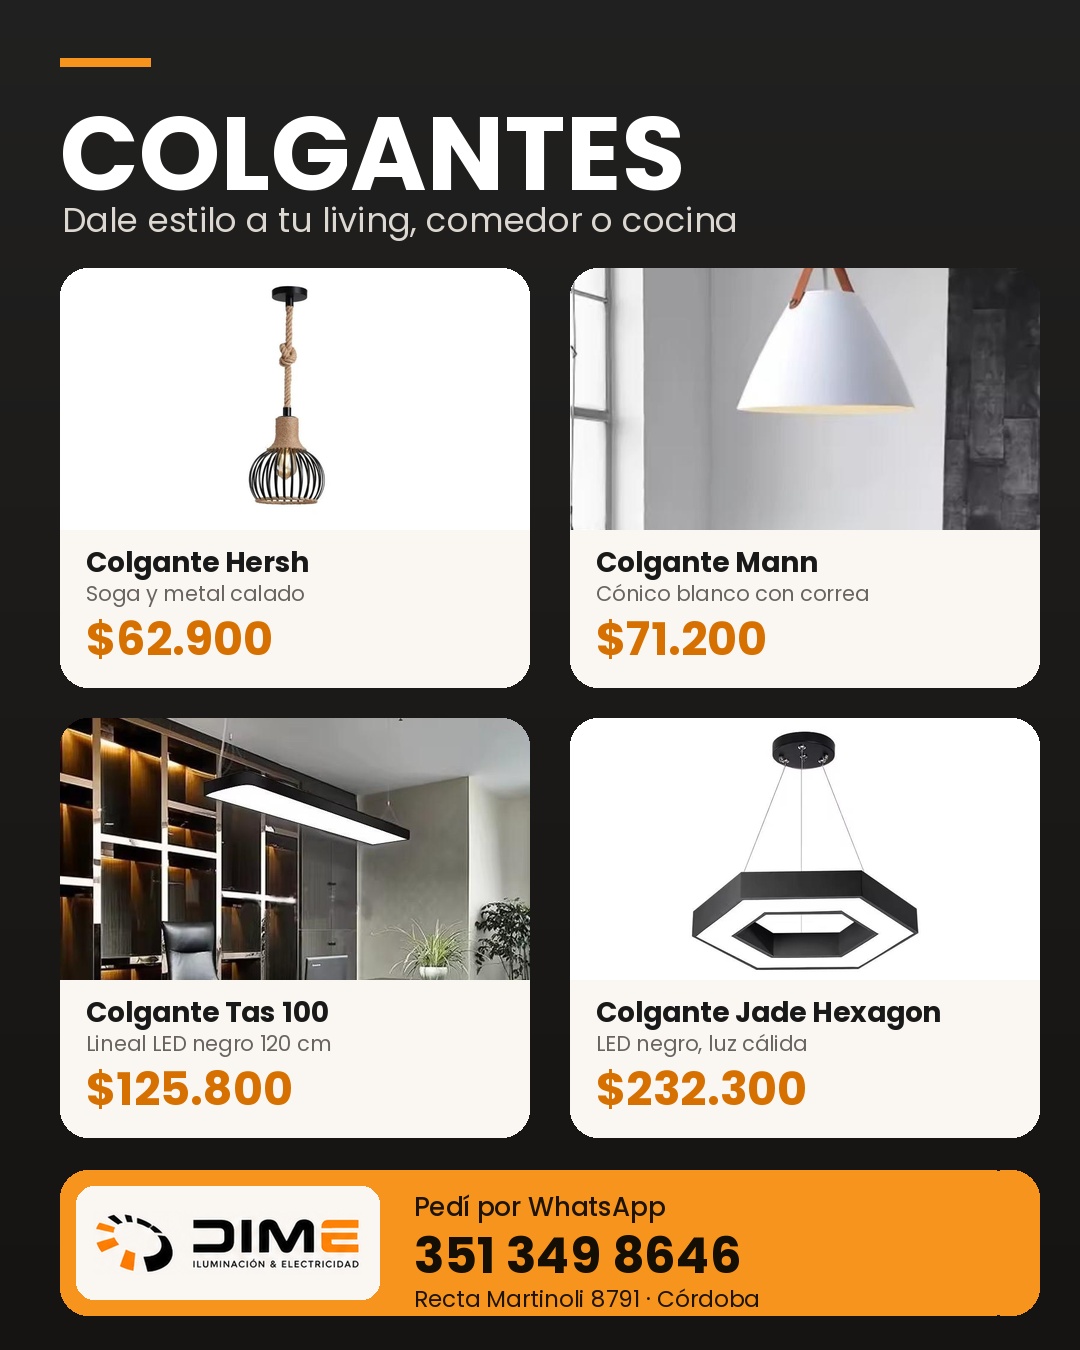 COLGANTES
Dale estilo a tu living, comedor o cocina
Colgante Hersh
Soga y metal calado
$62.900
Colgante Mann
Cónico blanco con correa
$71.200
Colgante Tas 100
Lineal LED negro 120 cm
$125.800
Colgante Jade Hexagon
LED negro, luz cálida
$232.300
DIME
ILUMINACIÓN & ELECTRICIDAD
Pedí por WhatsApp
351 349 8646
Recta Martinoli 8791 · Córdoba